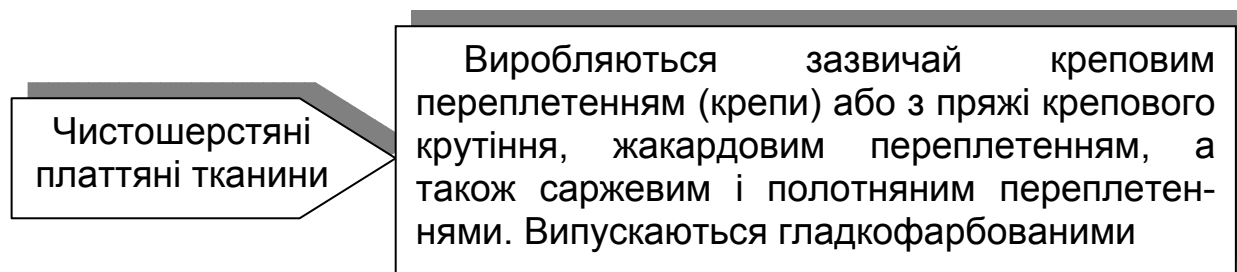 Чистошерстяні
платтяні тканини
Виробляються зазвичай креповим
переплетенням (крепи) або з пряжі крепового
крутіння, жакардовим переплетенням, а
також саржевим і полотняним переплетен-
нями. Випускаються гладкофарбованими